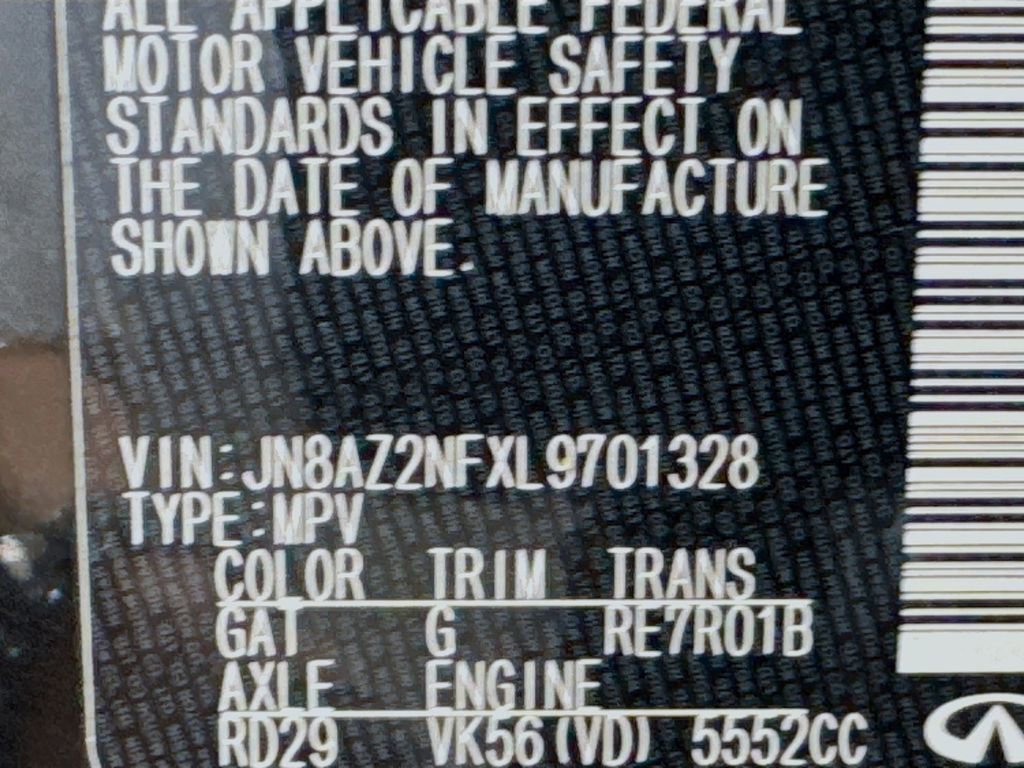 ALL APPLICABLE FEDERAL
MOTOR VEHICLE SAFETY
STANDARDS IN EFFECT ON
THE DATE OF MANUFACTURE
SHOWN ABOVE.
VIN:JN8AZ2NFXL9701328
TYPE:MPV
COLOR TRIM TRANS
GAT G RE7R01B
AXLE ENGINE
RD29 VK56(VD) 5552CC